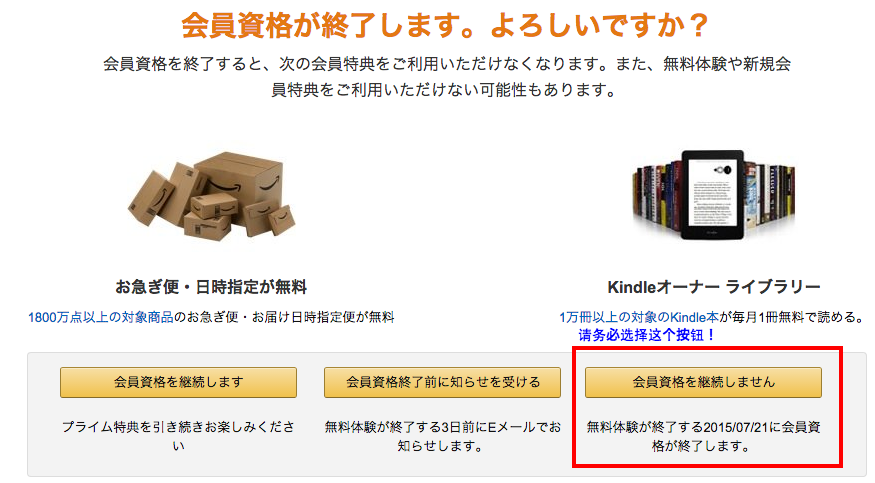 会員資格が終了します。よろしいですか？
会員資格を終了すると、次の会員特典をご利用いただけなくなります。また、無料体験や新規会
員特典をご利用いただけない可能性もあります。
お急ぎ便・日時指定が無料
1800万点以上の対象商品のお急ぎ便・お届け日時指定便が無料
Kindleオーナー ライブラリー
1万冊以上の対象のKindle本が毎月1冊無料で読める。
请务必选择这个按钮！
会員資格を継続します
プライム特典を引き続きお楽しみくださ
い
会員資格終了前に知らせを受ける
無料体験が終了する3日前にEメールでお
知らせします。
会員資格を継続しません
無料体験が終了する2015/07/21に会員資
格が終了します。